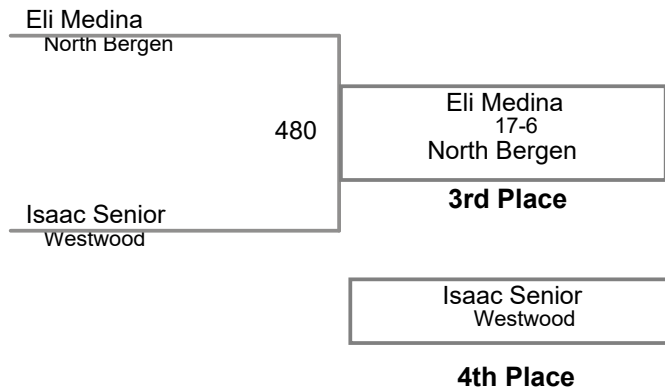 Eli Medina
North Bergen
480
Eli Medina
17-6
North Bergen
3rd Place
Isaac Senior
Westwood
Isaac Senior
Westwood
4th Place